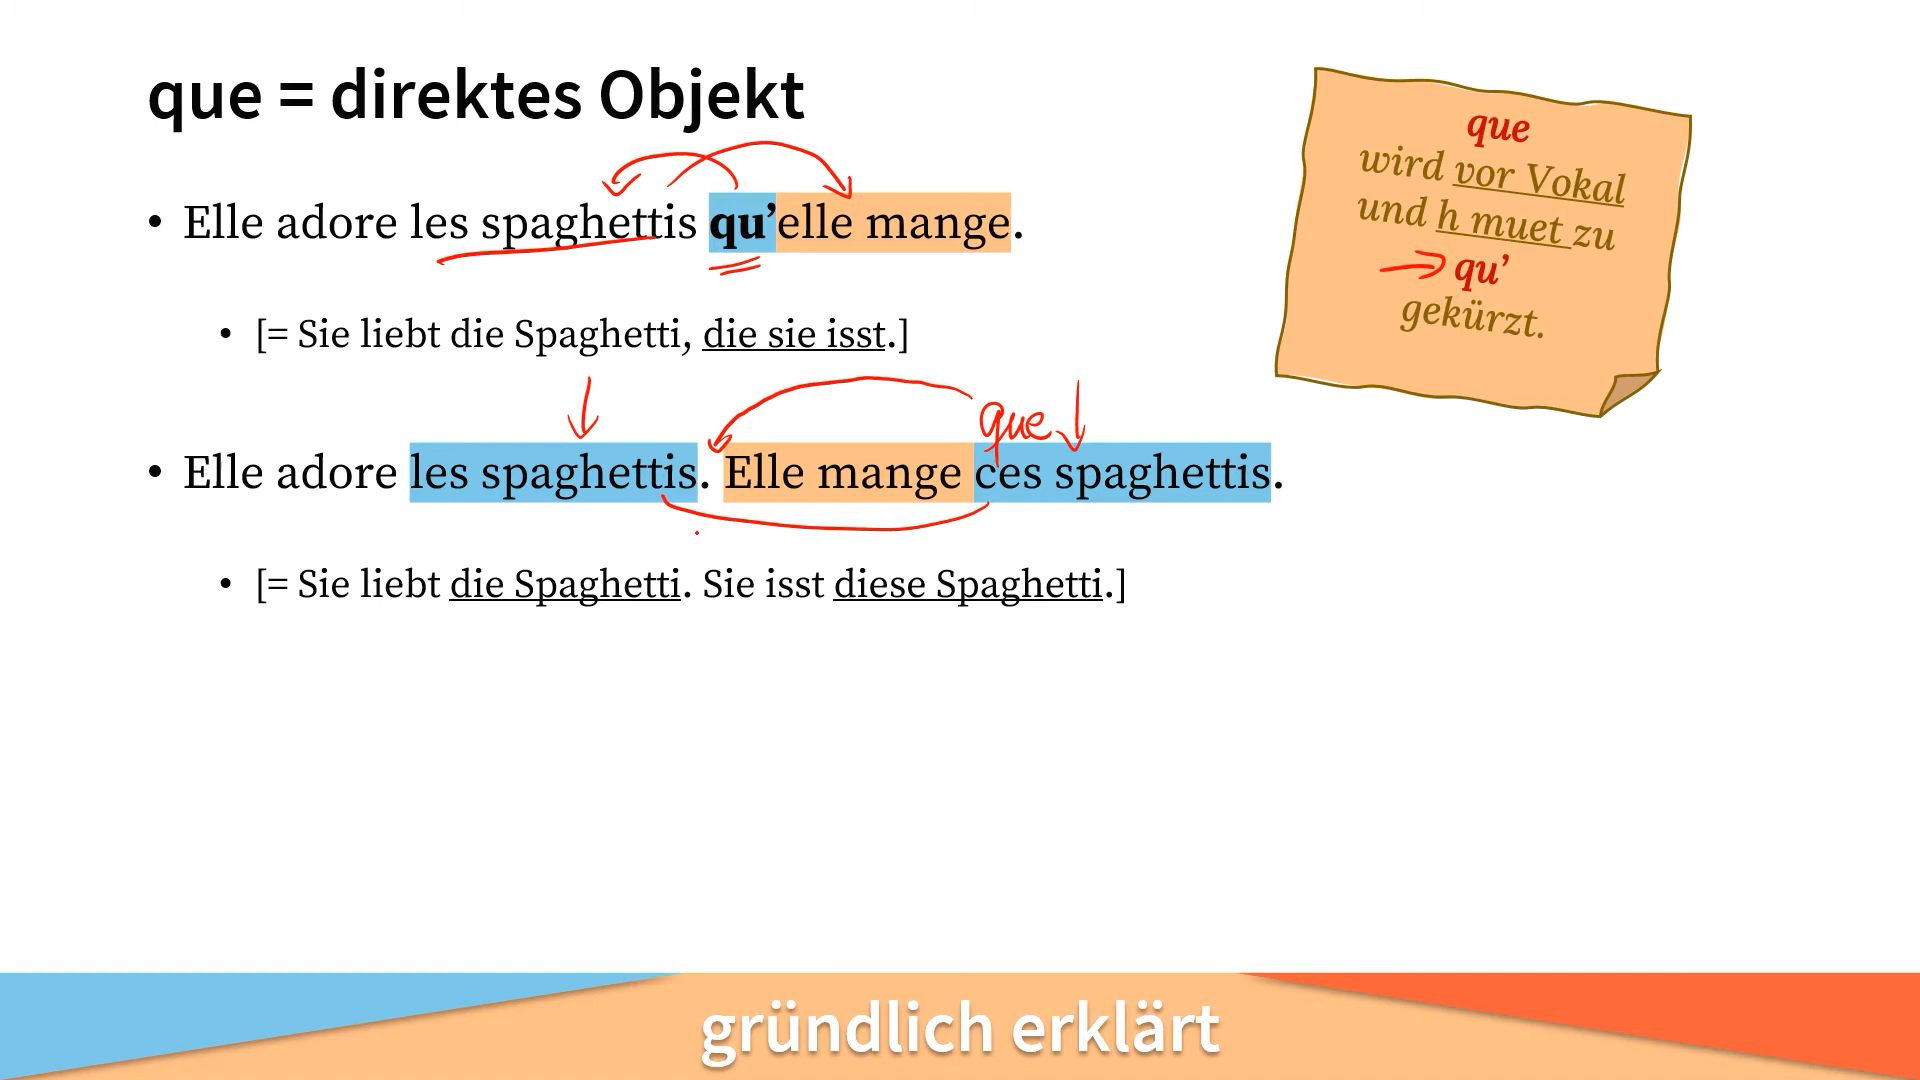 que = direktes Objekt
• Elle adore les spaghettis qu’elle mange.
• [= Sie liebt die Spaghetti, die sie isst.]
que
• Elle adore les spaghettis. Elle mange ces spaghettis.
• [= Sie liebt die Spaghetti. Sie isst diese Spaghetti.]
que
wird vor Vokal
und h muet zu
qu’
gekürzt.
gründlich erklärt